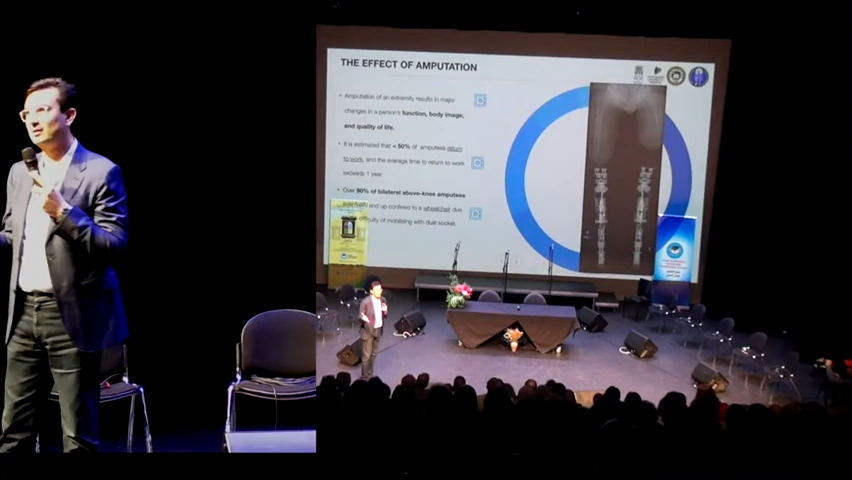 THE EFFECT OF AMPUTATION
• Amputation of an extremity results in major
changes in a person's function, body image,
and quality of life.
• It is estimated that < 50% of amputees return
to work, and the average time to return to work
exceeds 1 year.
• Over 90% of bilateral above-knee amputees
end up confined to a wheelchair due
difficulty of mobilising with dual socket.